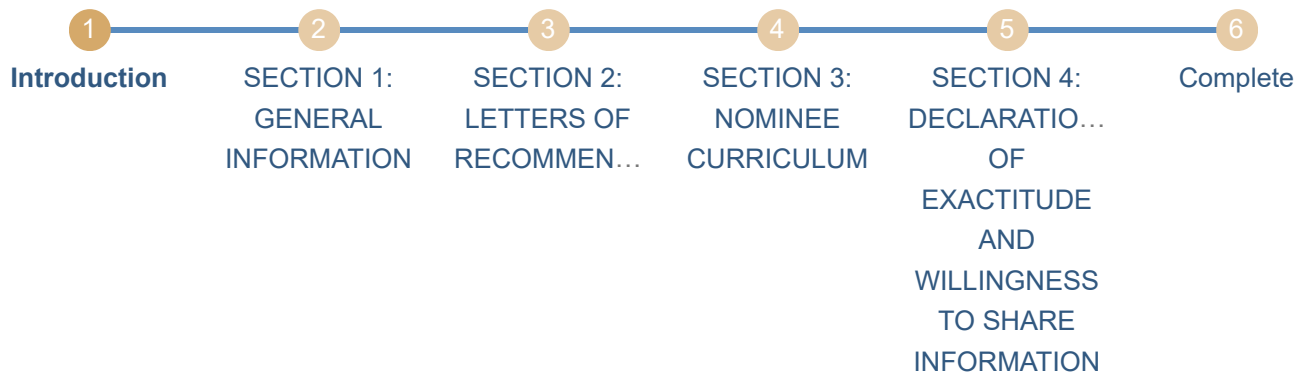 1
2
3
4
5
6
Introduction
SECTION 1:
GENERAL
INFORMATION
SECTION 2:
LETTERS OF
RECOMMEN...
SECTION 3:
NOMINEE
CURRICULUM
SECTION 4:
DECLARATIO...
OF
EXACTITUDE
AND
WILLINGNESS
TO SHARE
INFORMATION
Complete